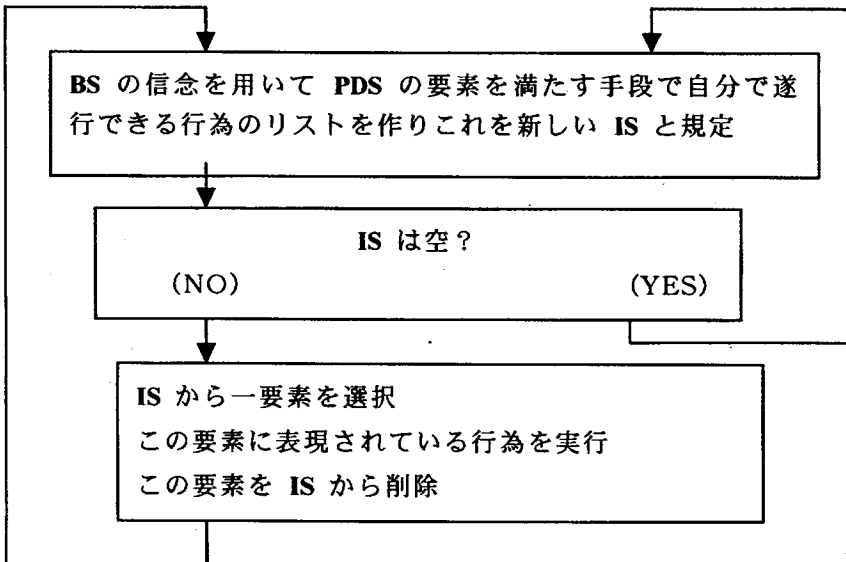 BS の信念を用いて PDS の要素を満たす手段で自分で遂
行できる行為のリストを作りこれを新しい IS と規定
IS は空？
(NO) (YES)
IS から一要素を選択
この要素に表現されている行為を実行
この要素を IS から削除